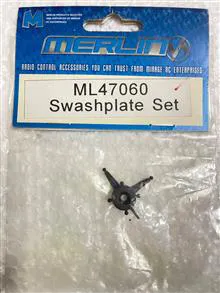 M
MERLIN
RADIO CONTROL ACCESSORIES YOU CAN TRUST FROM MIRAGE RC ENTERPRISES
ML47060
Swashplate Set